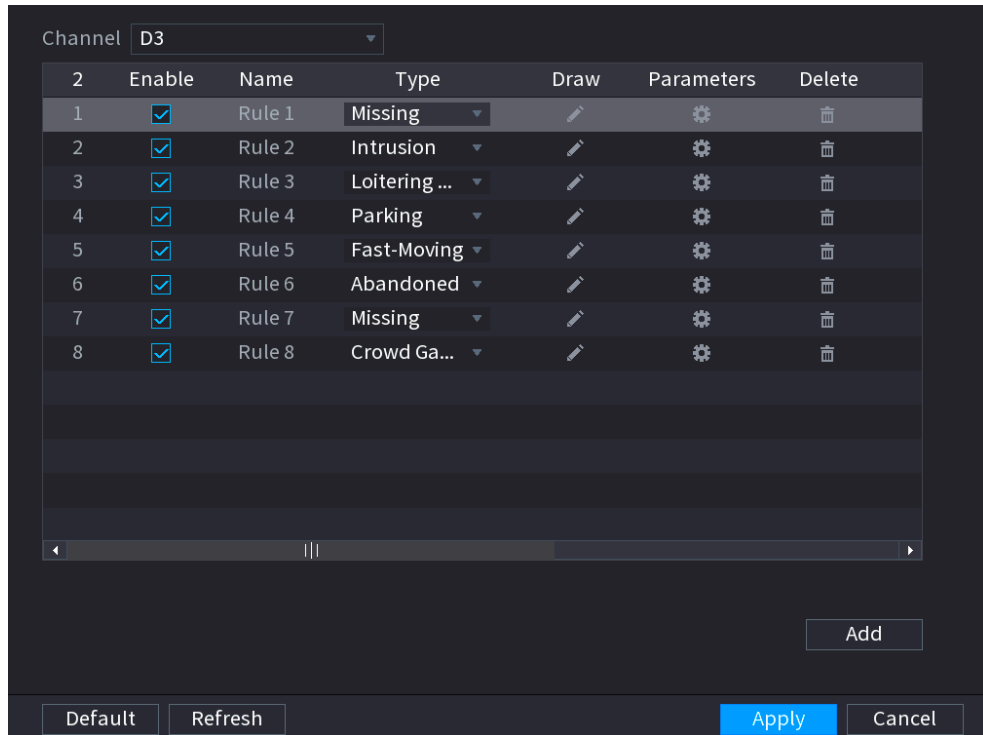 Channel D3
2 Enable Name Type Draw Parameters Delete
1 Rule 1 Missing
2 Rule 2 Intrusion
3 Rule 3 Loitering ...
4 Rule 4 Parking
5 Rule 5 Fast-Moving
6 Rule 6 Abandoned
7 Rule 7 Missing
8 Rule 8 Crowd Ga...
Add
Default Refresh Apply Cancel